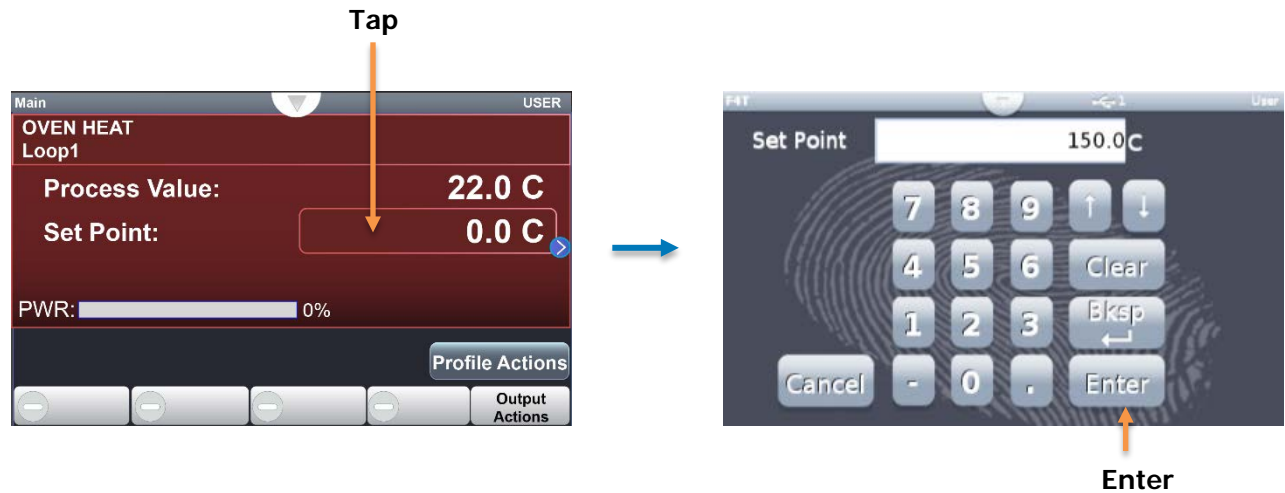 Tap
Main USER
OVEN HEAT
Loop1
Process Value: 22.0 C
Set Point: 0.0 C
PWR: 0%
Profile Actions
Output
Actions
F4T 1 User
Set Point 150.0 C
7 8 9 ↑ ↓
4 5 6 Clear
1 2 3 Bksp
Cancel - 0 . Enter
Enter